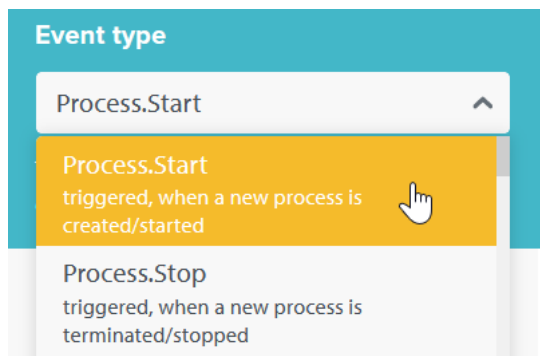 Event type
Process.Start
Process.Start
triggered, when a new process is
created/started
Process.Stop
triggered, when a new process is
terminated/stopped